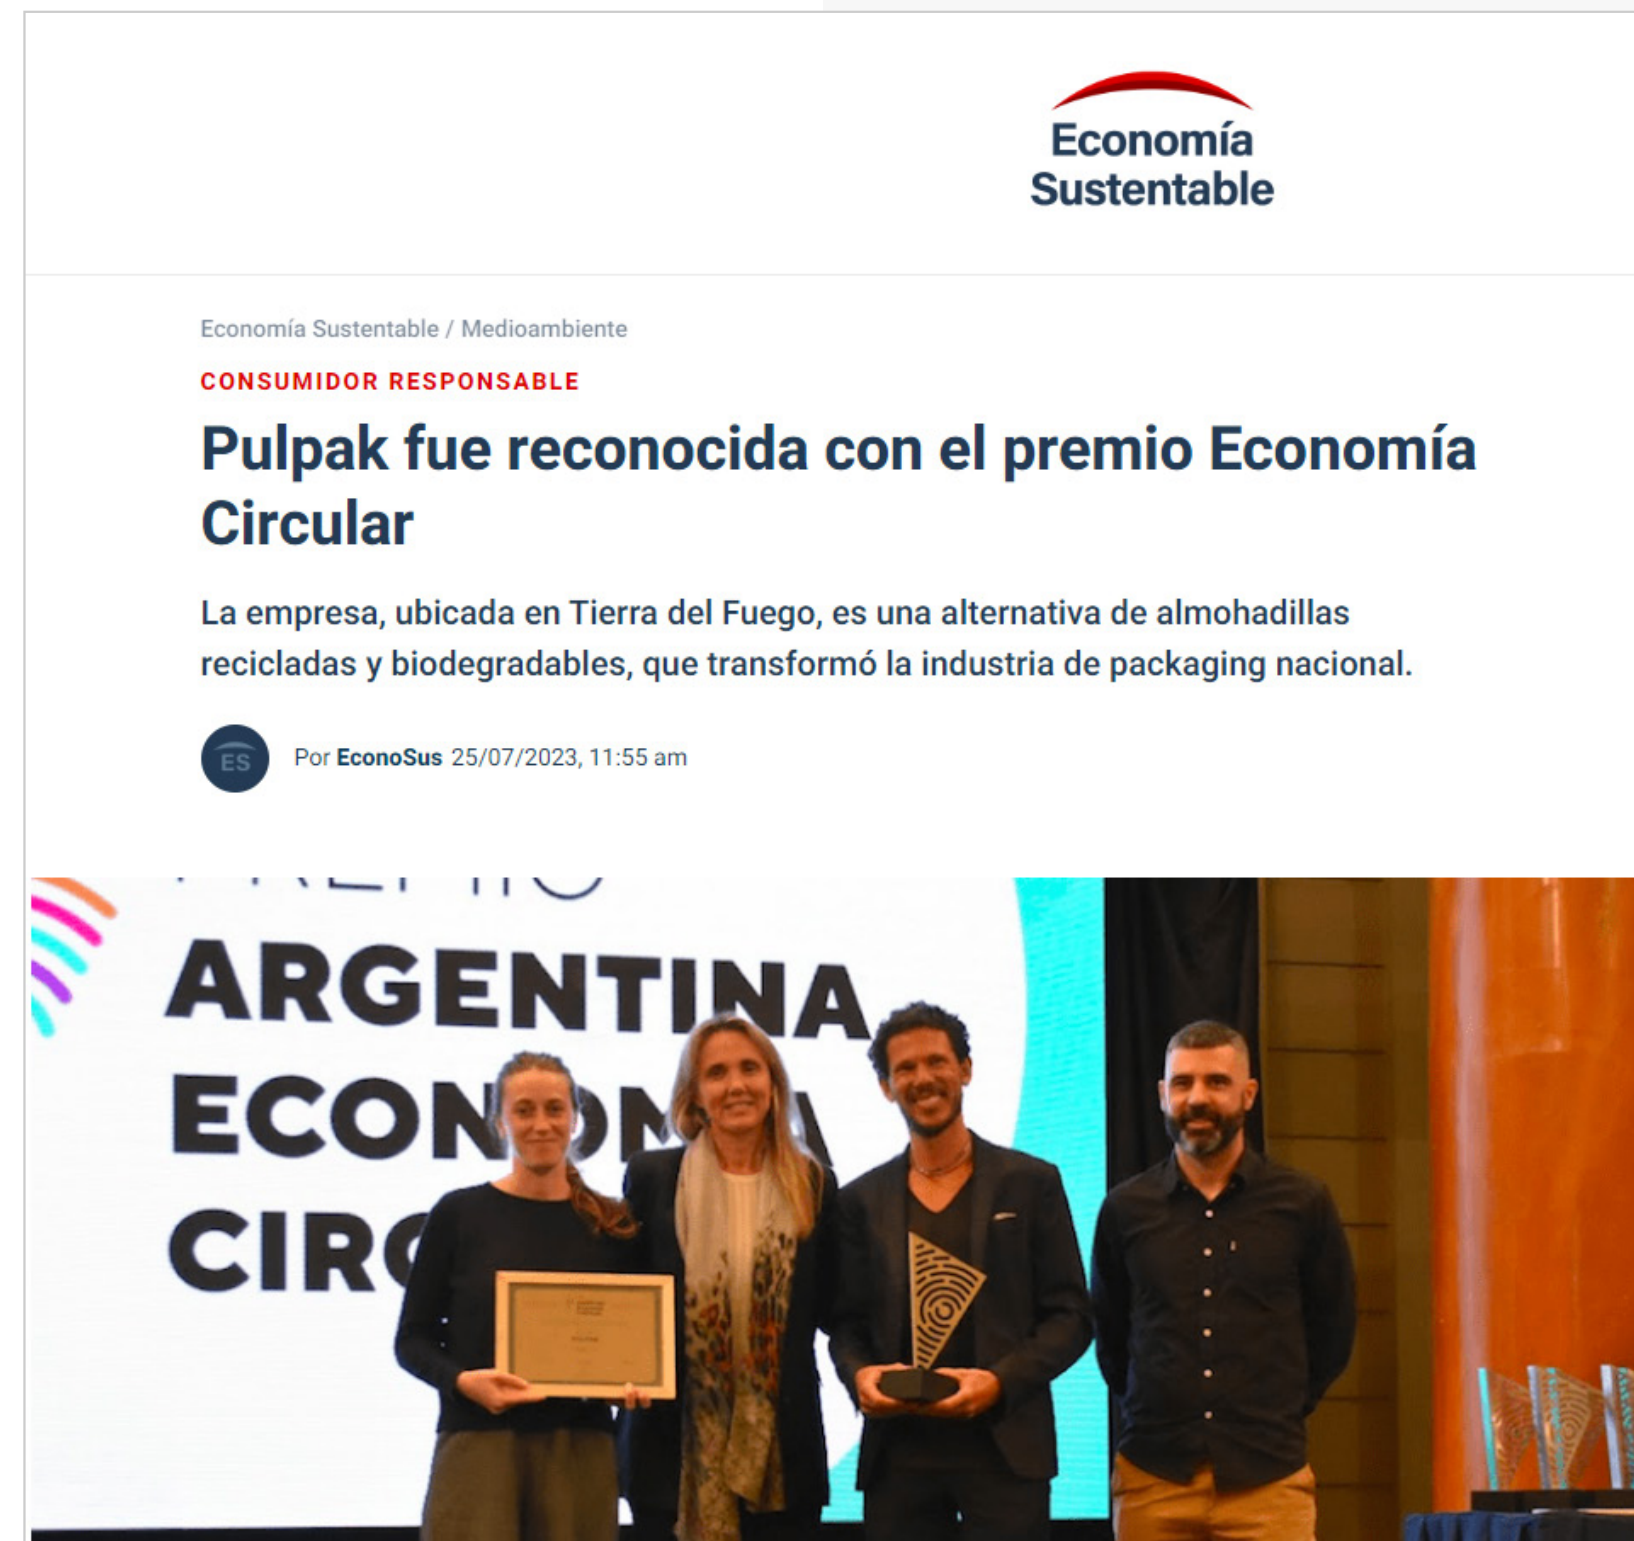 Economía
Sustentable
Economía Sustentable / Medioambiente
CONSUMIDOR RESPONSABLE
Pulpak fue reconocida con el premio Economía
Circular
La empresa, ubicada en Tierra del Fuego, es una alternativa de almohadillas
recicladas y biodegradables, que transformó la industria de packaging nacional.
ES
Por EconoSus 25/07/2023, 11:55 am
PREMIO
ARGENTINA
ECONOMÍA
CIRC